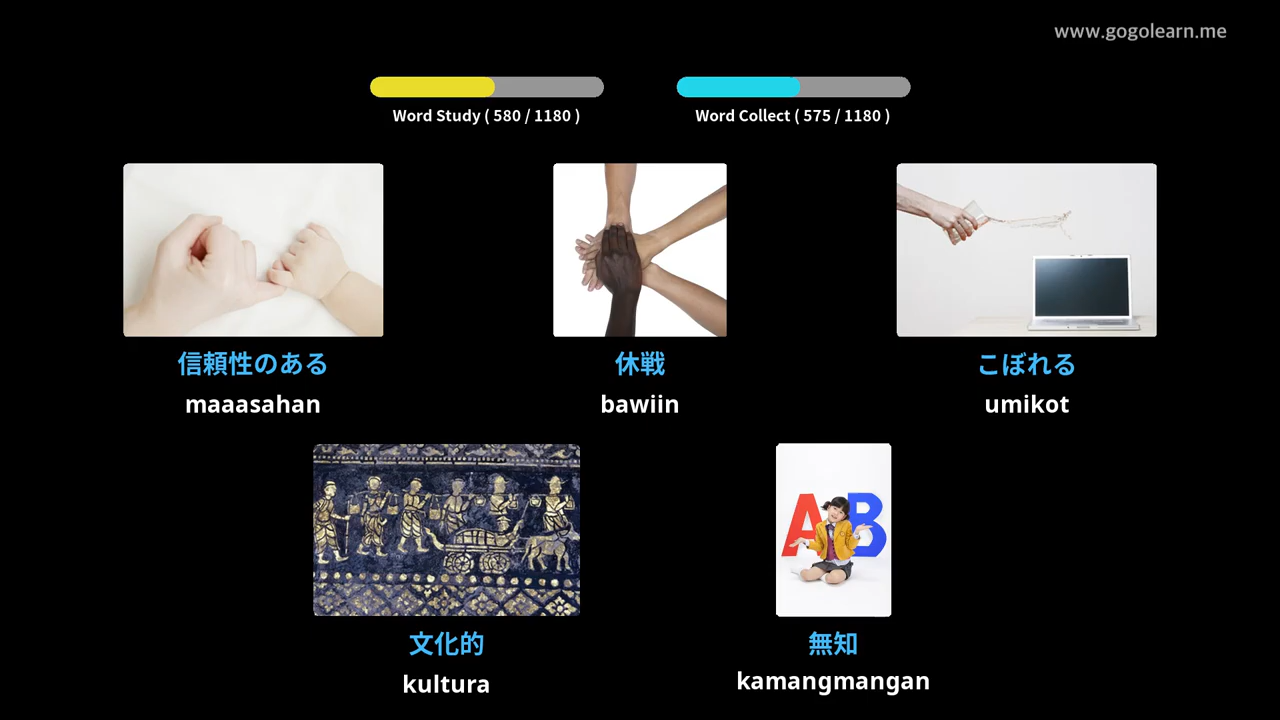 www.gogolearn.me
Word Study ( 580 / 1180 )
Word Collect ( 575 / 1180 )
信頼性のある
maaasahan
休戦
bawiin
こぼれる
umikot
文化的
kultura
AB
無知
kamangmangan